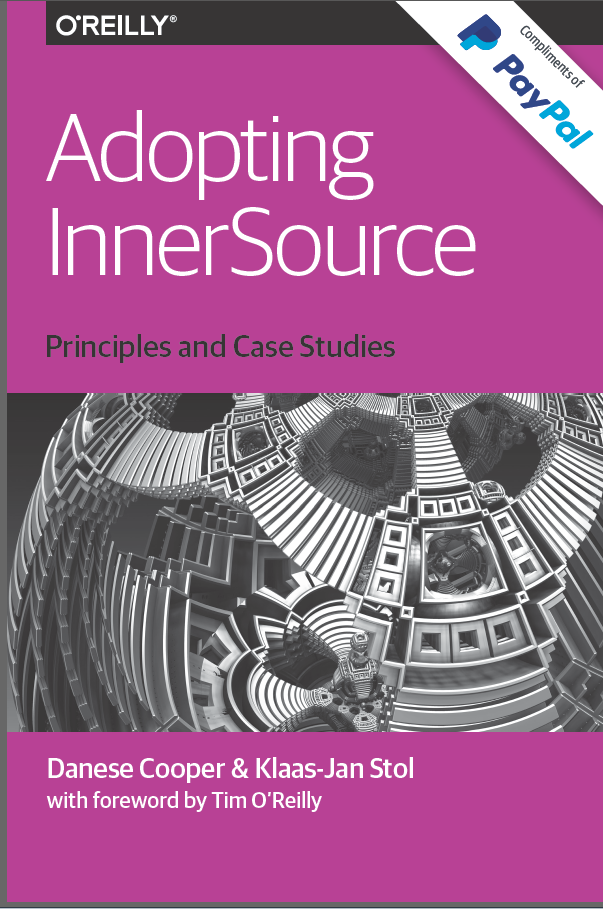 O'REILLY®
Compliments of
PayPal
Adopting
InnerSource
Principles and Case Studies
Danese Cooper & Klaas-Jan Stol
with foreword by Tim O'Reilly